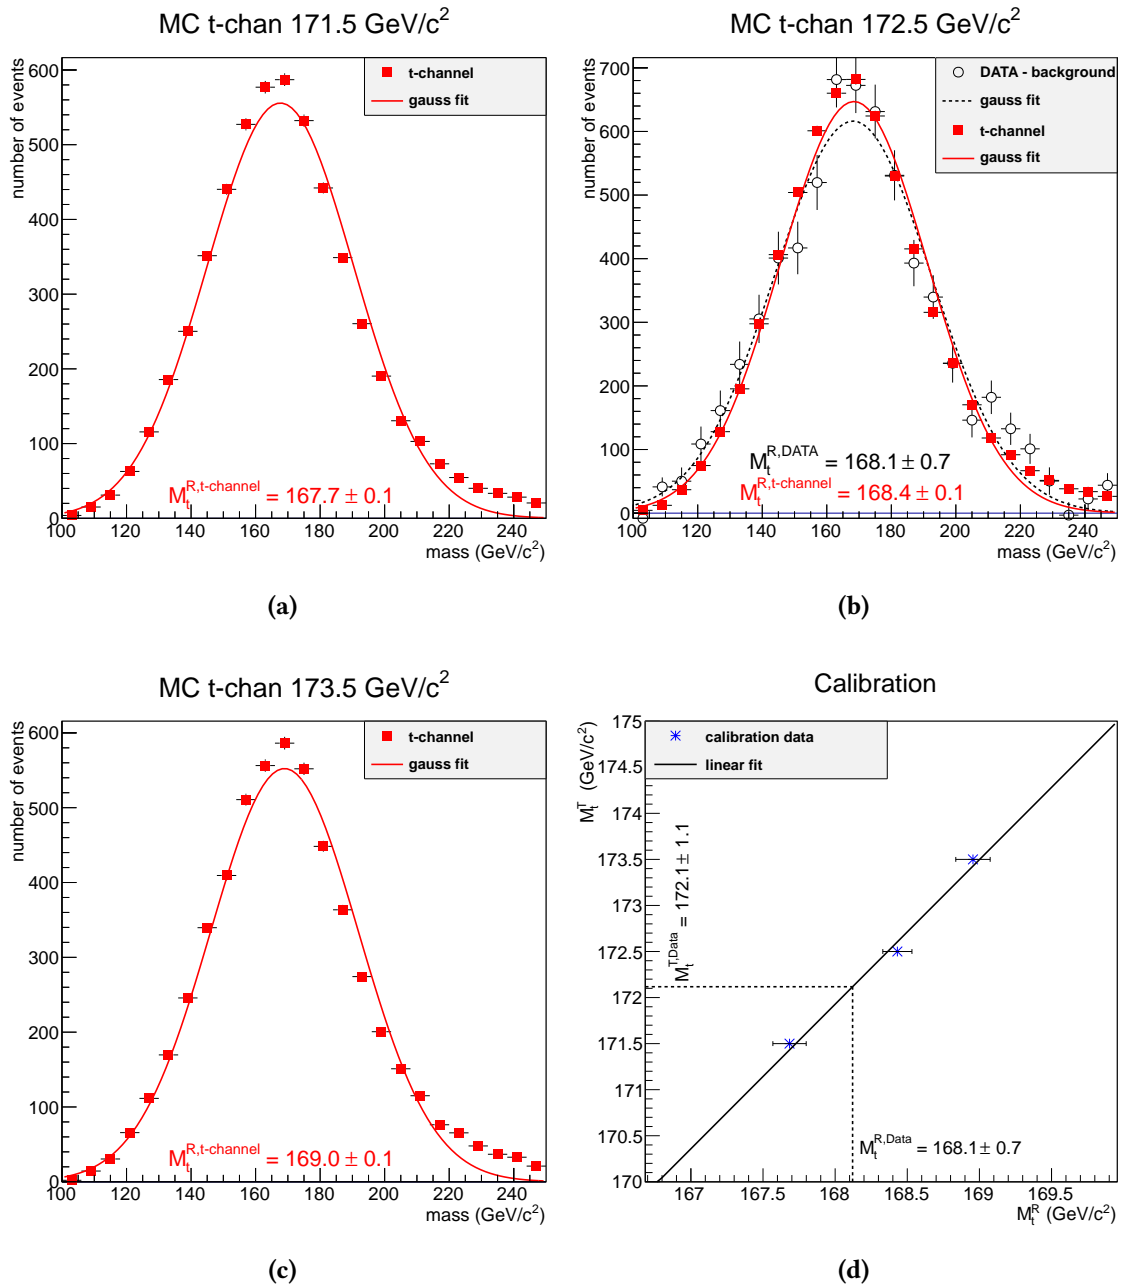 MC t-chan 171.5 GeV/c²
number of events
t-channel
gauss fit
600
500
400
300
200
100
0
M_t^{R,t-channel} = 167.7 ± 0.1
100 120 140 160 180 200 220 240
mass (GeV/c²)
(a)
MC t-chan 172.5 GeV/c²
number of events
DATA - background
gauss fit
t-channel
gauss fit
700
600
500
400
300
200
100
0
M_t^{R,DATA} = 168.1 ± 0.7
M_t^{R,t-channel} = 168.4 ± 0.1
100 120 140 160 180 200 220 240
mass (GeV/c²)
(b)
MC t-chan 173.5 GeV/c²
number of events
t-channel
gauss fit
600
500
400
300
200
100
0
M_t^{R,t-channel} = 169.0 ± 0.1
100 120 140 160 180 200 220 240
mass (GeV/c²)
(c)
Calibration
M_t^T (GeV/c²)
calibration data
linear fit
175
174.5
174
173.5
173
172.5
172
171.5
171
170.5
170
M_t^{T,Data} = 172.1 ± 1.1
M_t^{R,Data} = 168.1 ± 0.7
167 167.5 168 168.5 169 169.5
M_t^R (GeV/c²)
(d)